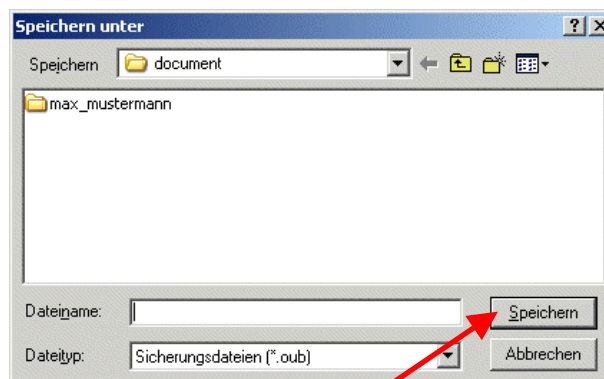 Speichern unter
Speichern document
max_mustermann
Dateiname: Speichern
Dateityp: Sicherungsdateien (*.oub) Abbrechen